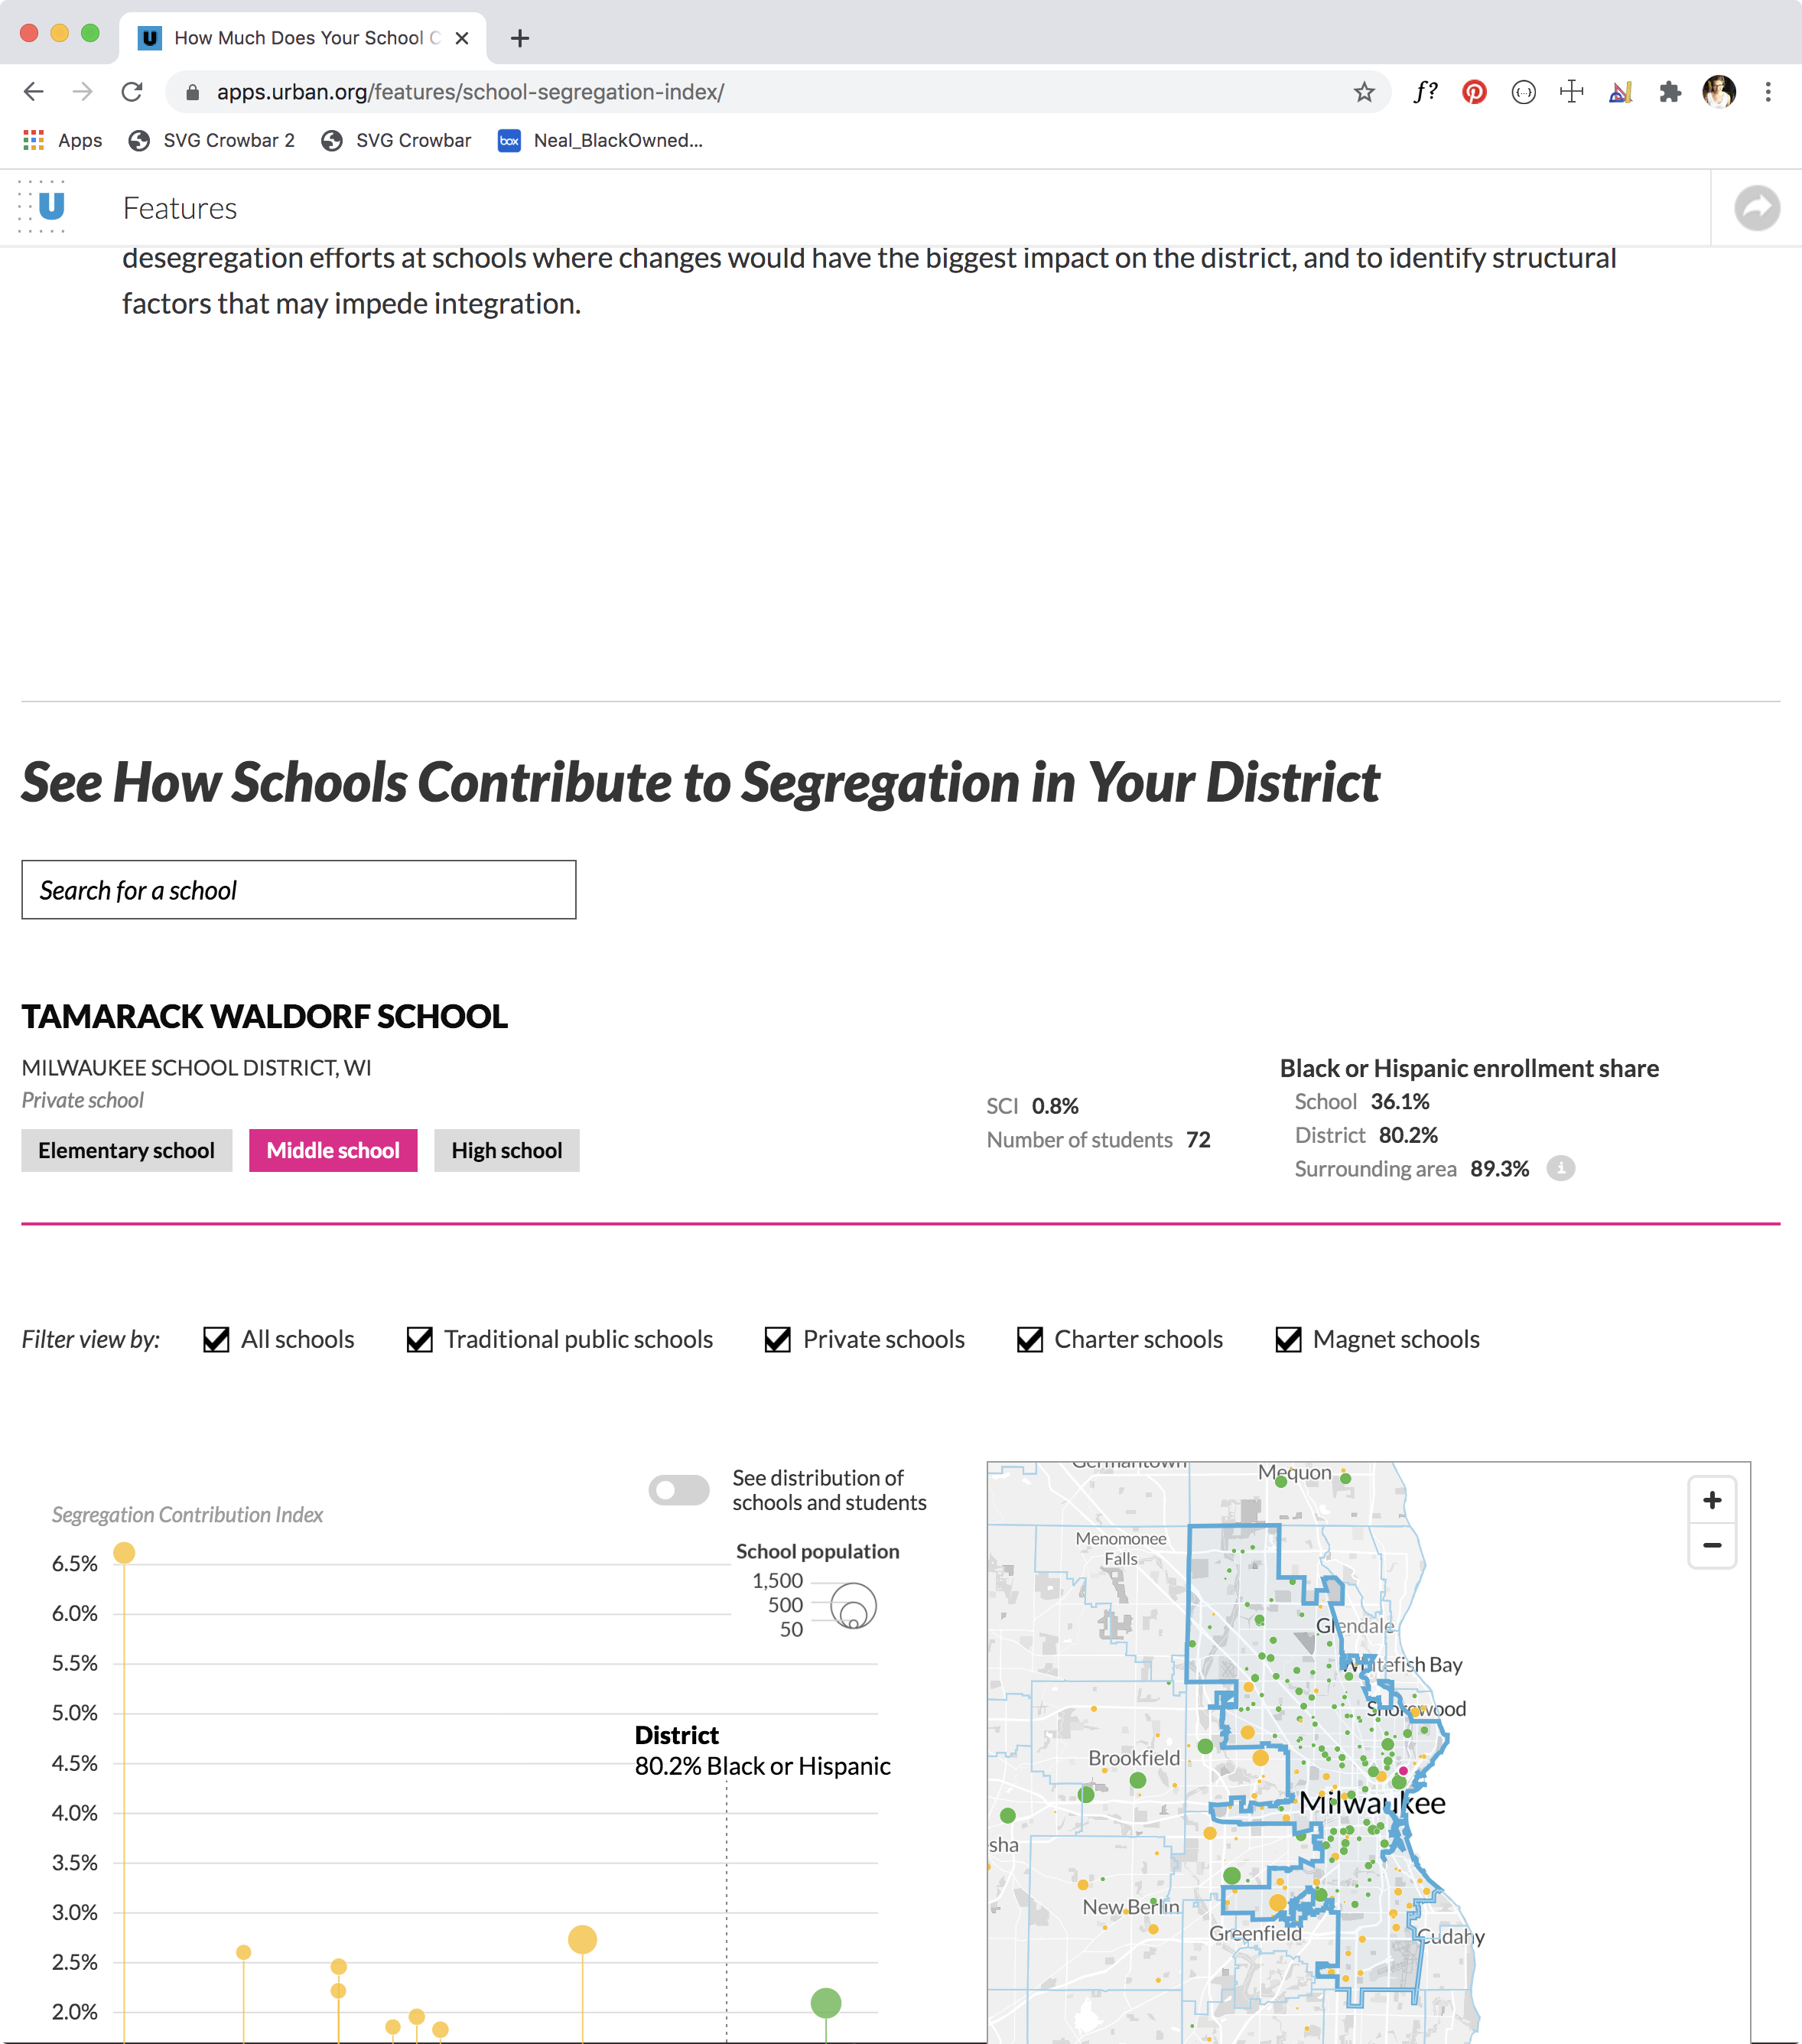 How Much Does Your School C
apps.urban.org/features/school-segregation-index/
f?
Apps
SVG Crowbar 2
SVG Crowbar
box
Neal_BlackOwned...
U
Features
desegregation efforts at schools where changes would have the biggest impact on the district, and to identify structural
factors that may impede integration.
See How Schools Contribute to Segregation in Your District
Search for a school
TAMARACK WALDORF SCHOOL
MILWAUKEE SCHOOL DISTRICT, WI
Private school
Elementary school
Middle school
High school
SCI 0.8%
Number of students 72
Black or Hispanic enrollment share
School 36.1%
District 80.2%
Surrounding area 89.3%
Filter view by:
All schools
Traditional public schools
Private schools
Charter schools
Magnet schools
See distribution of
schools and students
Segregation Contribution Index
School population
1,500
500
50
6.5%
6.0%
5.5%
5.0%
4.5%
4.0%
3.5%
3.0%
2.5%
2.0%
District
80.2% Black or Hispanic
Germantown
Mequon
Menomonee
Falls
Glendale
Whitefish Bay
Shorewood
Brookfield
Milwaukee
sha
New Berlin
Greenfield
Cudahy
+
−